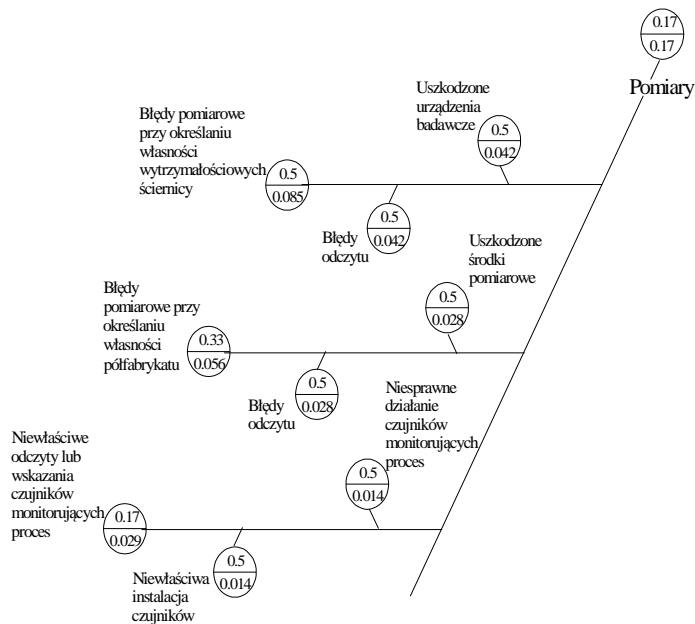 0.17
0.17
Pomiary
Uszkodzone
urządzenia
badawcze
0.5
0.042
Błędy pomiarowe
przy określaniu
własności
wytrzymałościowych
ściernicy
0.5
0.085
0.5
0.042
Błędy
odczytu
Uszkodzone
środki
pomiarowe
0.5
0.028
Błędy
pomiarowe przy
określaniu
własności
półfabrykatu
0.33
0.056
0.5
0.028
Błędy
odczytu
Niesprawne
działanie
czujników
monitorujących
proces
0.5
0.014
Niewłaściwe
odczyty lub
wskazania
czujników
monitorujących
proces
0.17
0.029
0.5
0.014
Niewłaściwa
instalacja
czujników